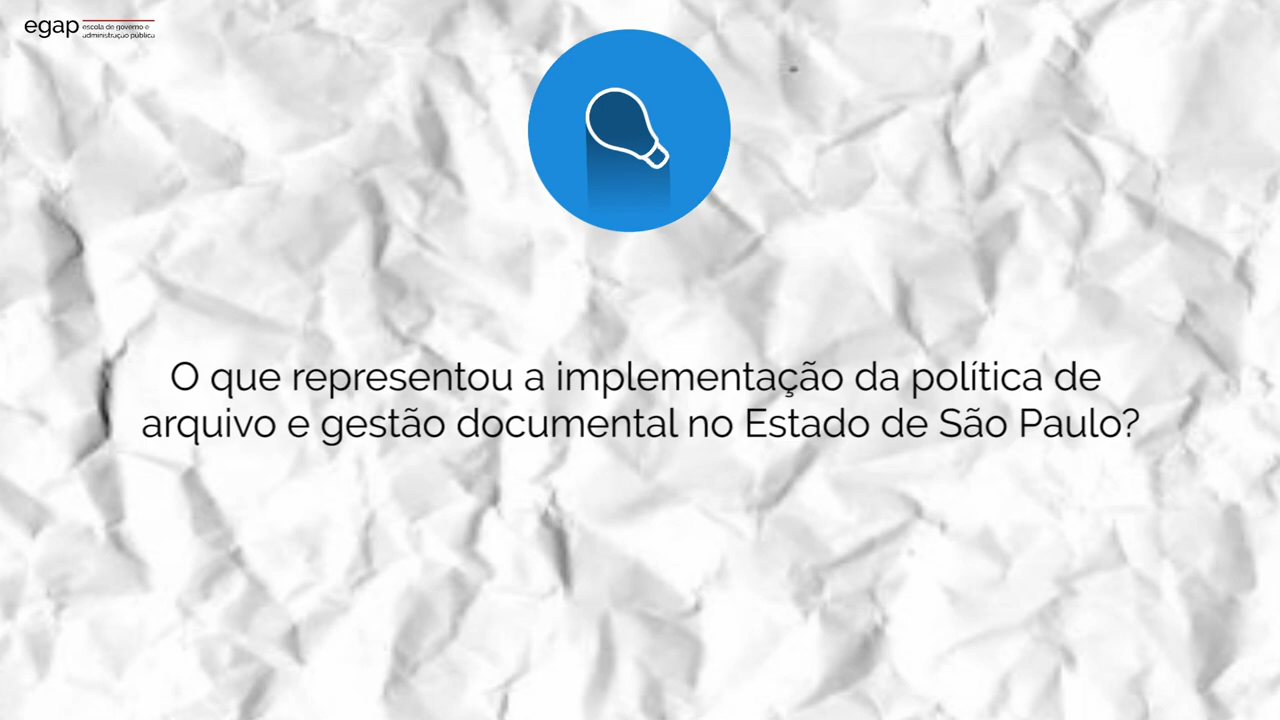 egap
escola de governo e
administração pública
O que representou a implementação da política de
arquivo e gestão documental no Estado de São Paulo?